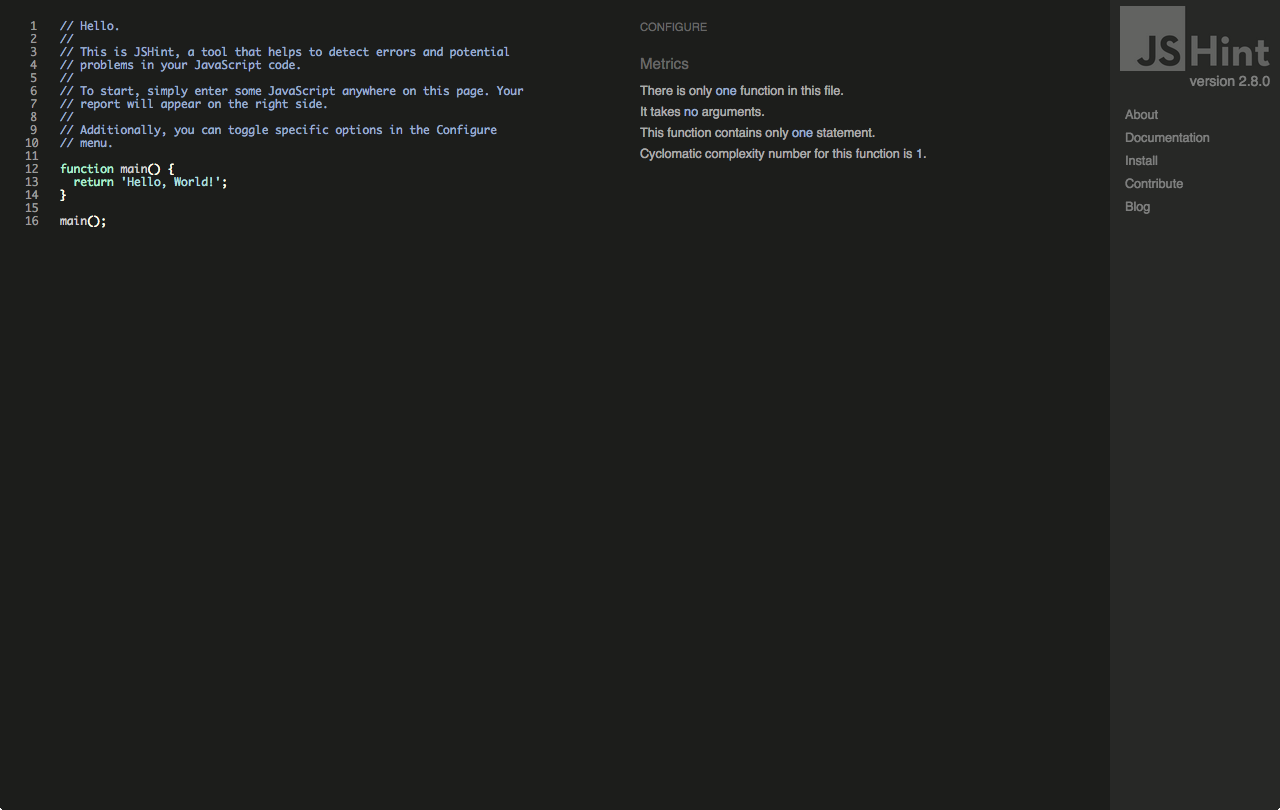 1 // Hello.
2 //
3 // This is JSHint, a tool that helps to detect errors and potential
4 // problems in your JavaScript code.
5 //
6 // To start, simply enter some JavaScript anywhere on this page. Your
7 // report will appear on the right side.
8 //
9 // Additionally, you can toggle specific options in the Configure
10 // menu.
11
12 function main() {
13   return 'Hello, World!';
14 }
15
16 main();
CONFIGURE
Metrics
There is only one function in this file.
It takes no arguments.
This function contains only one statement.
Cyclomatic complexity number for this function is 1.
JSHint
version 2.8.0
About
Documentation
Install
Contribute
Blog